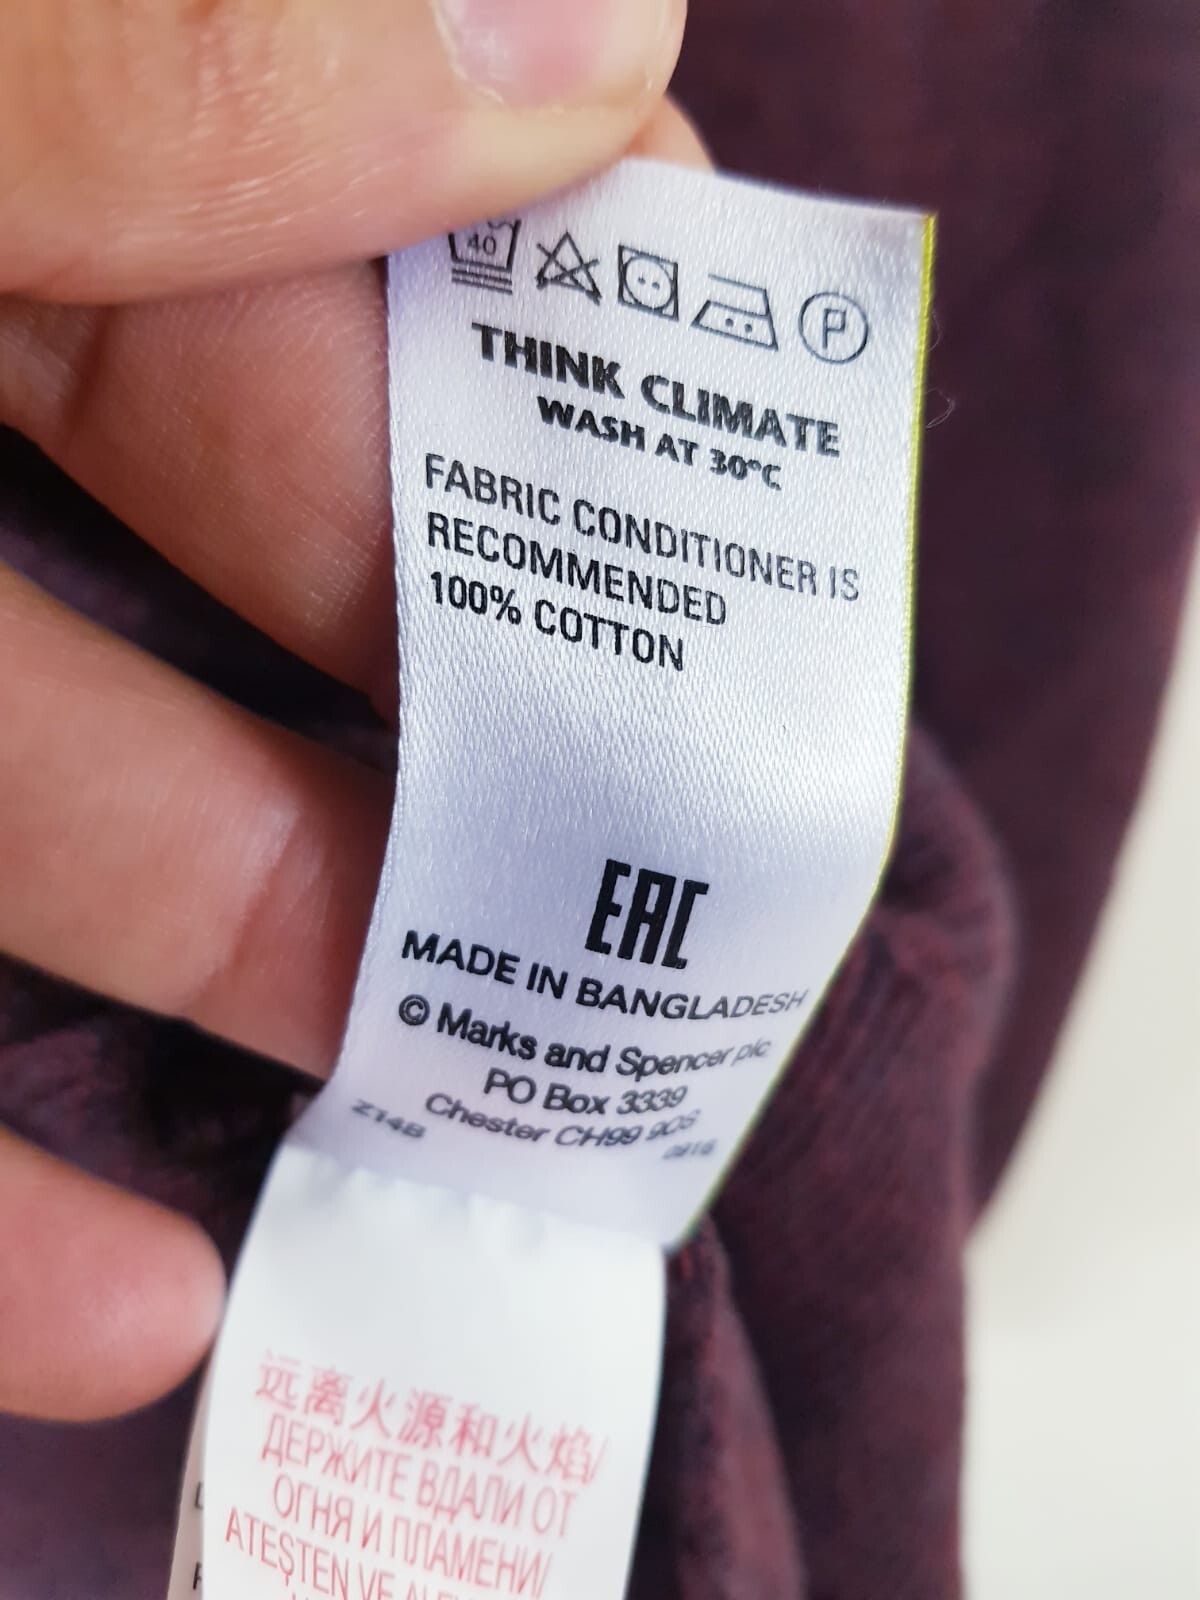 40
P
THINK CLIMATE
WASH AT 30°C
FABRIC CONDITIONER IS
RECOMMENDED
100% COTTON
EAC
MADE IN BANGLADESH
© Marks and Spencer plc
PO Box 3339
Chester CH99 9QS
Z14B
0816
远离火源和火焰/
ДЕРЖИТЕ ВДАЛИ ОТ
ОГНЯ И ПЛАМЕНИ/
ATEŞTEN VE